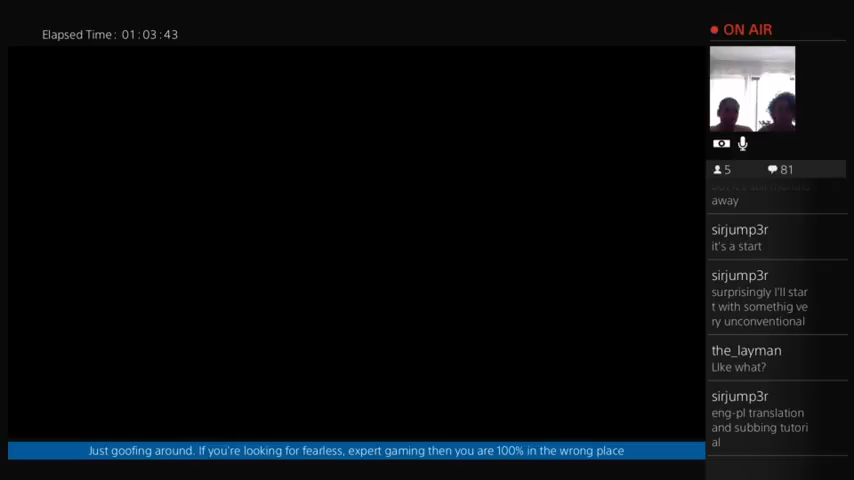 Elapsed Time: 01:03:43
ON AIR
5 81
away
sirjump3r
it's a start
sirjump3r
surprisingly I'll star
t with somethig ve
ry unconventional
the_layman
LIke what?
sirjump3r
eng-pl translation
and subbing tutori
al
Just goofing around. If you're looking for fearless, expert gaming then you are 100% in the wrong place